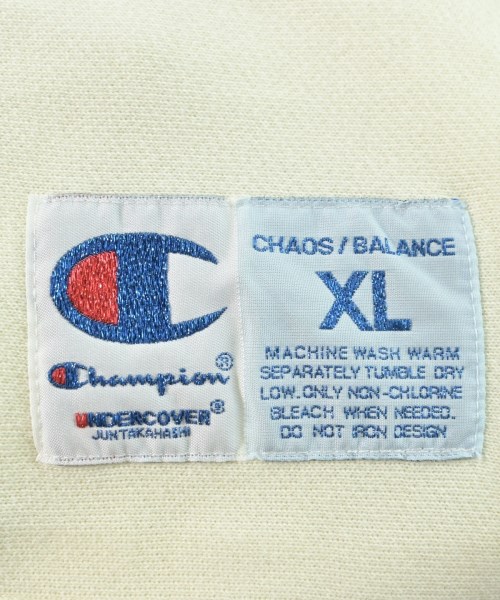 Champion®
UNDERCOVER®
JUNTAKAHASHI
CHAOS/BALANCE
XL
MACHINE WASH WARM
SEPARATELY TUMBLE DRY
LOW.ONLY NON-CHLORINE
BLEACH WHEN NEEDED.
DO NOT IRON DESIGN